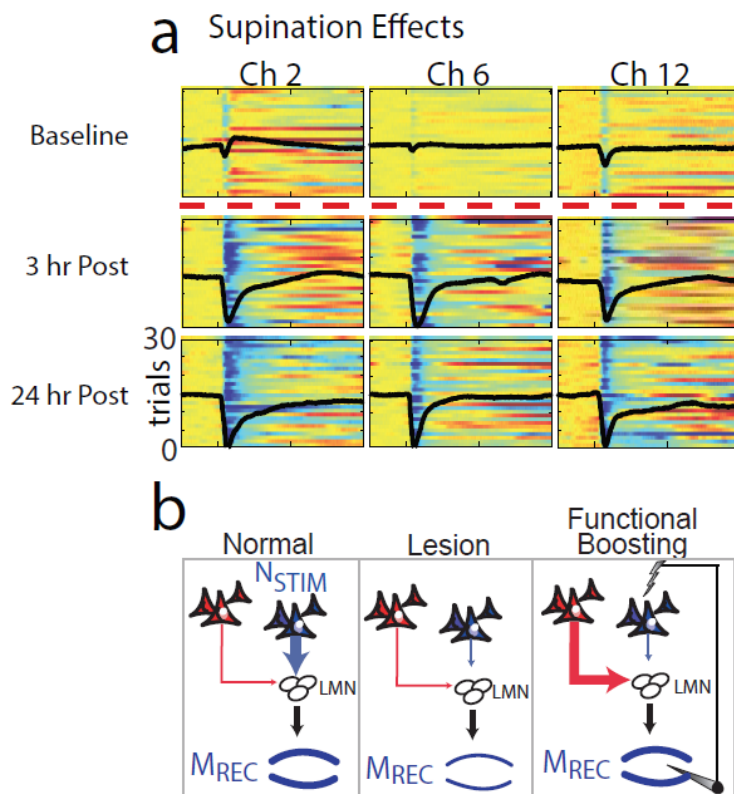 a Supination Effects
Ch 2 Ch 6 Ch 12
Baseline
3 hr Post
24 hr Post
30
trials
0
b
Normal Lesion Functional Boosting
NSTIM
LMN LMN LMN
MREC MREC MREC